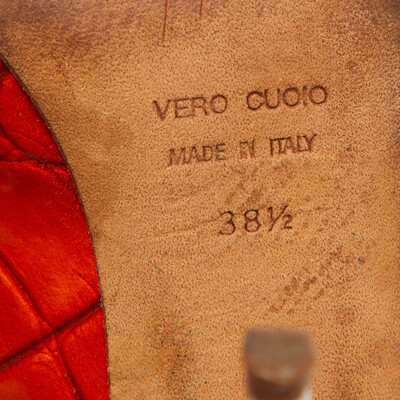 VERO CUOIO
MADE IN ITALY
38½